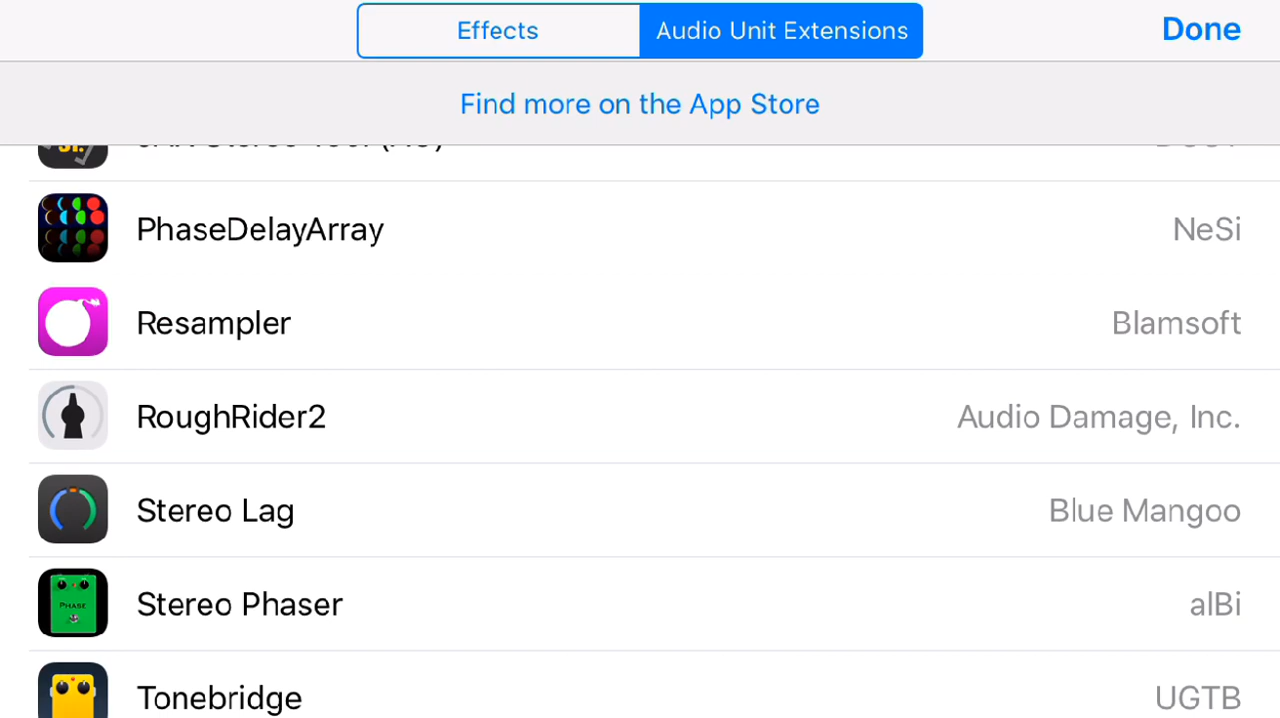 Effects Audio Unit Extensions Done
Find more on the App Store
PhaseDelayArray NeSi
Resampler Blamsoft
RoughRider2 Audio Damage, Inc.
Stereo Lag Blue Mangoo
PHASE
Stereo Phaser alBi
Tonebridge UGTB